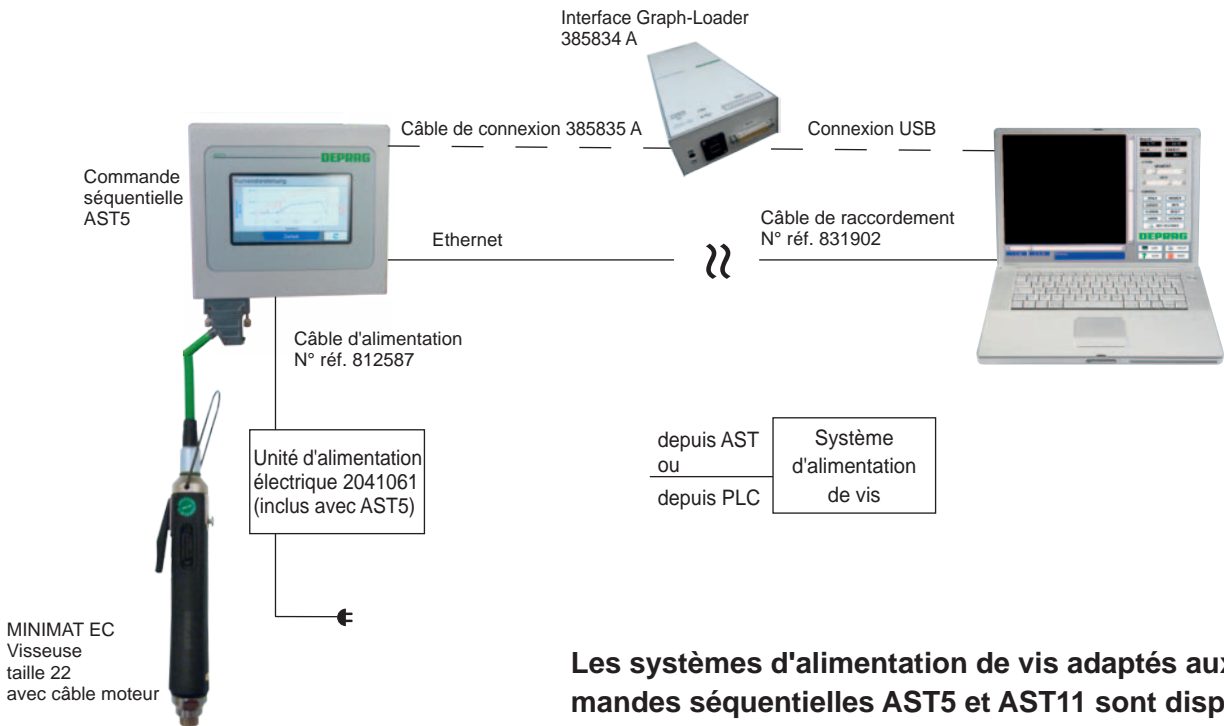 Interface Graph-Loader
385834 A
Câble de connexion 385835 A
Connexion USB
DEPRAG
Commande
séquentielle
AST5
Ethernet
Câble de raccordement
N° réf. 831902
DEPRAG
Câble d'alimentation
N° réf. 812587
Unité d'alimentation
électrique 2041061
(inclus avec AST5)
depuis AST
ou
depuis PLC
Système
d'alimentation
de vis
MINIMAT EC
Visseuse
taille 22
avec câble moteur
Les systèmes d'alimentation de vis adaptés aux
mandes séquentielles AST5 et AST11 sont disp